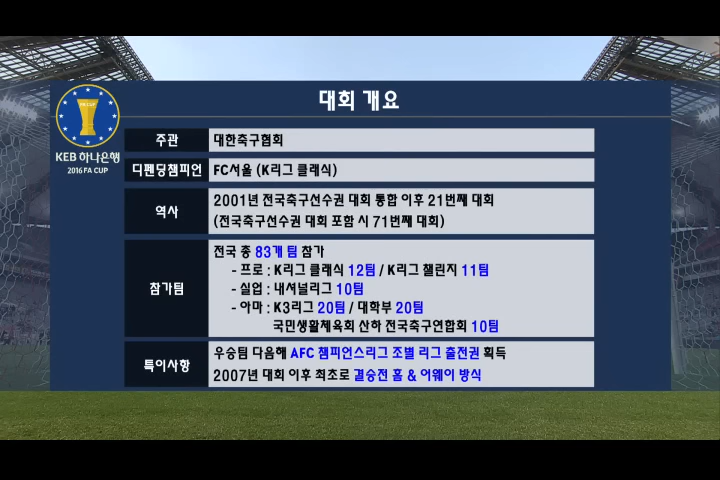 대회 개요
FA CUP
KEB 하나은행
2016 FA CUP
주관
대한축구협회
디펜딩챔피언
FC서울 (K리그 클래식)
역사
2001년 전국축구선수권 대회 통합 이후 21번째 대회
(전국축구선수권 대회 포함 시 71번째 대회)
참가팀
전국 총 83개 팀 참가
- 프로 : K리그 클래식 12팀 / K리그 챌린지 11팀
- 실업 : 내셔널리그 10팀
- 아마 : K3리그 20팀 / 대학부 20팀
국민생활체육회 산하 전국축구연합회 10팀
특이사항
우승팀 다음해 AFC 챔피언스리그 조별 리그 출전권 획득
2007년 대회 이후 최초로 결승전 홈 & 어웨이 방식